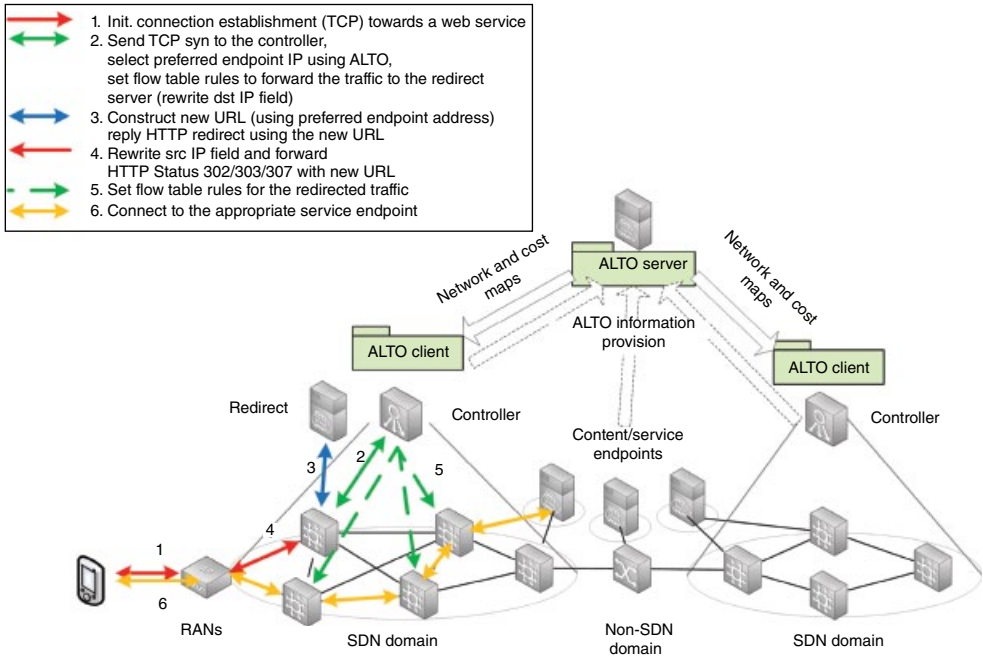 1. Init. connection establishment (TCP) towards a web service
2. Send TCP syn to the controller,
select preferred endpoint IP using ALTO,
set flow table rules to forward the traffic to the redirect
server (rewrite dst IP field)
3. Construct new URL (using preferred endpoint address)
reply HTTP redirect using the new URL
4. Rewrite src IP field and forward
HTTP Status 302/303/307 with new URL
5. Set flow table rules for the redirected traffic
6. Connect to the appropriate service endpoint
Network and cost
maps
ALTO server
Network and cost
maps
ALTO information
provision
ALTO client
ALTO client
Redirect
Controller
Controller
Content/service
endpoints
3
2
5
4
1
6
RANs
SDN domain
Non-SDN
domain
SDN domain